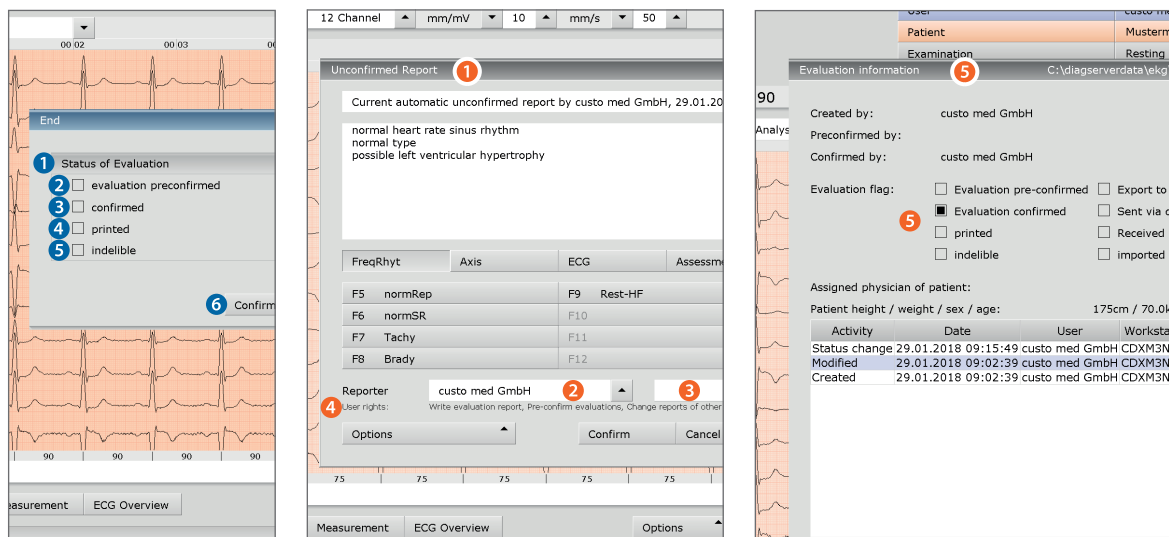 00:02 00:03
End
1 Status of Evaluation
2 evaluation preconfirmed
3 confirmed
4 printed
5 indelible
6 Confirm
90 90 90 90
easurement ECG Overview
12 Channel mm/mV 10 mm/s 50
Unconfirmed Report 1
Current automatic unconfirmed report by custo med GmbH, 29.01.20
normal heart rate sinus rhythm
normal type
possible left ventricular hypertrophy
FreqRhyt Axis ECG Assessme
F5 normRep F9 Rest-HF
F6 normSR F10
F7 Tachy F11
F8 Brady F12
Reporter custo med GmbH 2 3
4 User rights: Write evaluation report, Pre-confirm evaluations, Change reports of other
Options Confirm Cancel
75 75 75 75 75
Measurement ECG Overview Options
User custo me
Patient Musterm
Examination Resting
Evaluation information 5 C:\diagserverdata\ekg
90
Analys
Created by: custo med GmbH
Preconfirmed by:
Confirmed by: custo med GmbH
Evaluation flag: Evaluation pre-confirmed Export to
5 Evaluation confirmed Sent via
printed Received
indelible imported
Assigned physician of patient:
Patient height / weight / sex / age: 175cm / 70.0k
Activity Date User Worksta
Status change 29.01.2018 09:15:49 custo med GmbH CDXM3N
Modified 29.01.2018 09:02:39 custo med GmbH CDXM3N
Created 29.01.2018 09:02:39 custo med GmbH CDXM3N